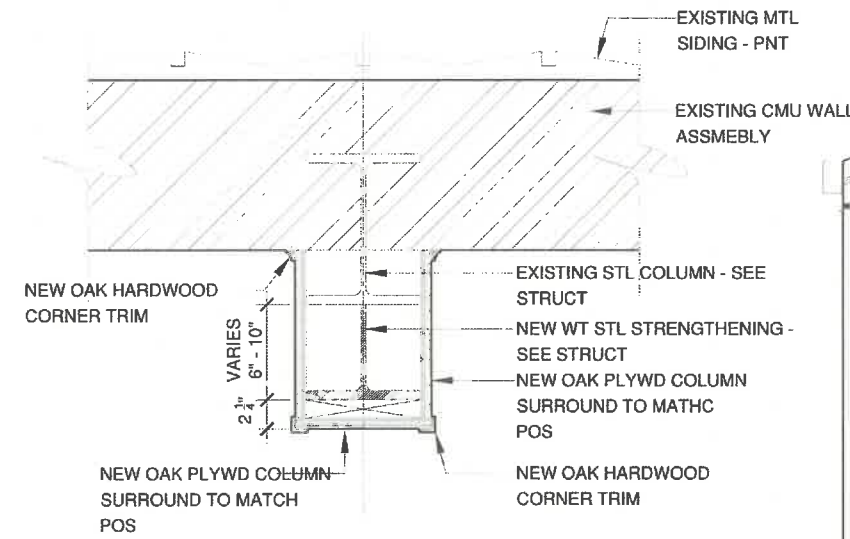 EXISTING MTL
SIDING - PNT
EXISTING CMU WALL
ASSMEBLY
NEW OAK HARDWOOD
CORNER TRIM
VARIES
6" - 10"
2 1/4"
EXISTING STL COLUMN - SEE
STRUCT
NEW WT STL STRENGTHENING -
SEE STRUCT
NEW OAK PLYWD COLUMN
SURROUND TO MATHC
POS
NEW OAK PLYWD COLUMN
SURROUND TO MATCH
POS
NEW OAK HARDWOOD
CORNER TRIM